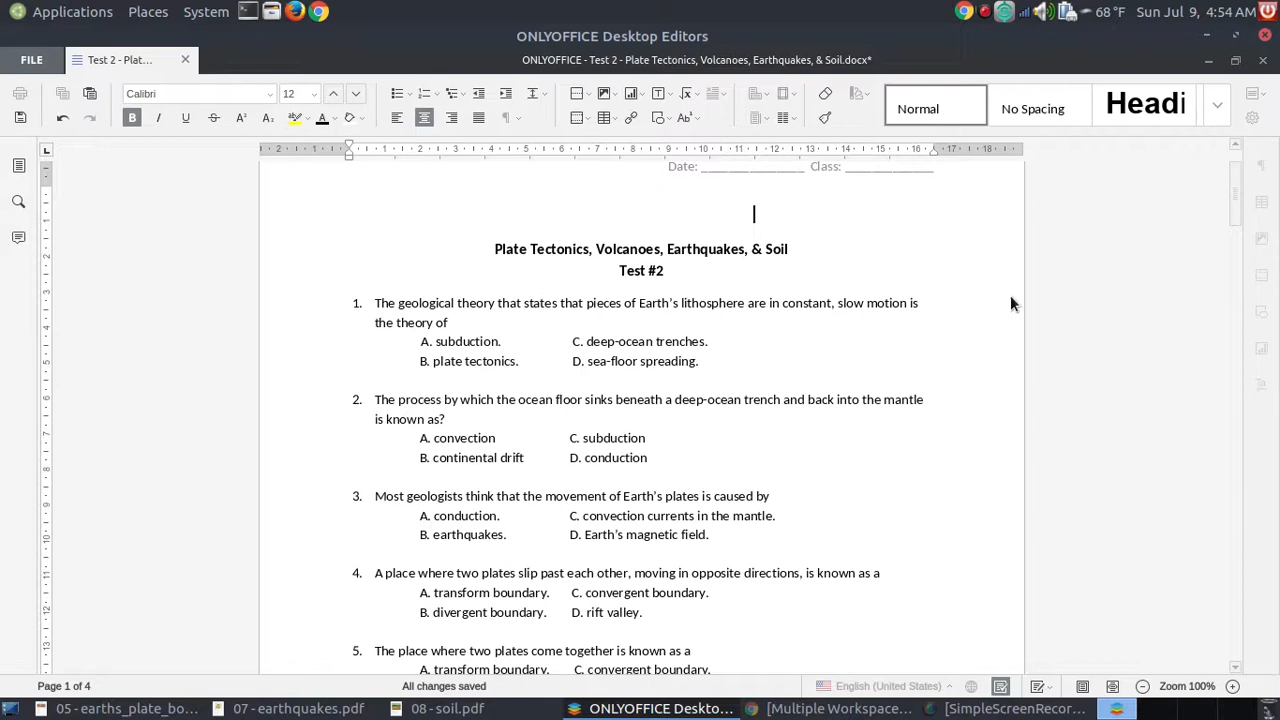 Applications Places System 68 °F Sun Jul 9, 4:54 AM
ONLYOFFICE Desktop Editors
FILE Test 2 - Plat... ONLYOFFICE - Test 2 - Plate Tectonics, Volcanoes, Earthquakes, & Soil.docx*
Calibri 12 Normal No Spacing Headi
Date: _______________ Class: _____________
Plate Tectonics, Volcanoes, Earthquakes, & Soil
Test #2
1. The geological theory that states that pieces of Earth’s lithosphere are in constant, slow motion is
the theory of
A. subduction. C. deep-ocean trenches.
B. plate tectonics. D. sea-floor spreading.
2. The process by which the ocean floor sinks beneath a deep-ocean trench and back into the mantle
is known as?
A. convection C. subduction
B. continental drift D. conduction
3. Most geologists think that the movement of Earth’s plates is caused by
A. conduction. C. convection currents in the mantle.
B. earthquakes. D. Earth’s magnetic field.
4. A place where two plates slip past each other, moving in opposite directions, is known as a
A. transform boundary. C. convergent boundary.
B. divergent boundary. D. rift valley.
5. The place where two plates come together is known as a
A. transform boundary. C. convergent boundary.
Page 1 of 4 All changes saved English (United States) Zoom 100%
05 - earths_plate_bo... 07 - earthquakes.pdf 08 - soil.pdf ONLYOFFICE Deskto... [Multiple Workspace... [SimpleScreenRecor...